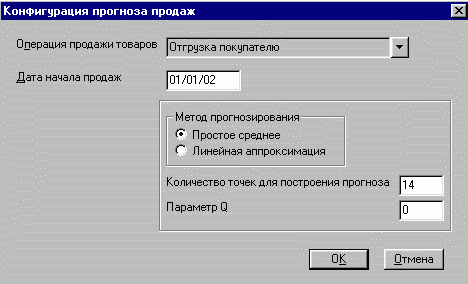 Конфигурация прогноза продаж
Операция продажи товаров Отгрузка покупателю
Дата начала продаж 01/01/02
Метод прогнозирования
Простое среднее
Линейная аппроксимация
Количество точек для построения прогноза 14
Параметр Q 0
OK Отмена